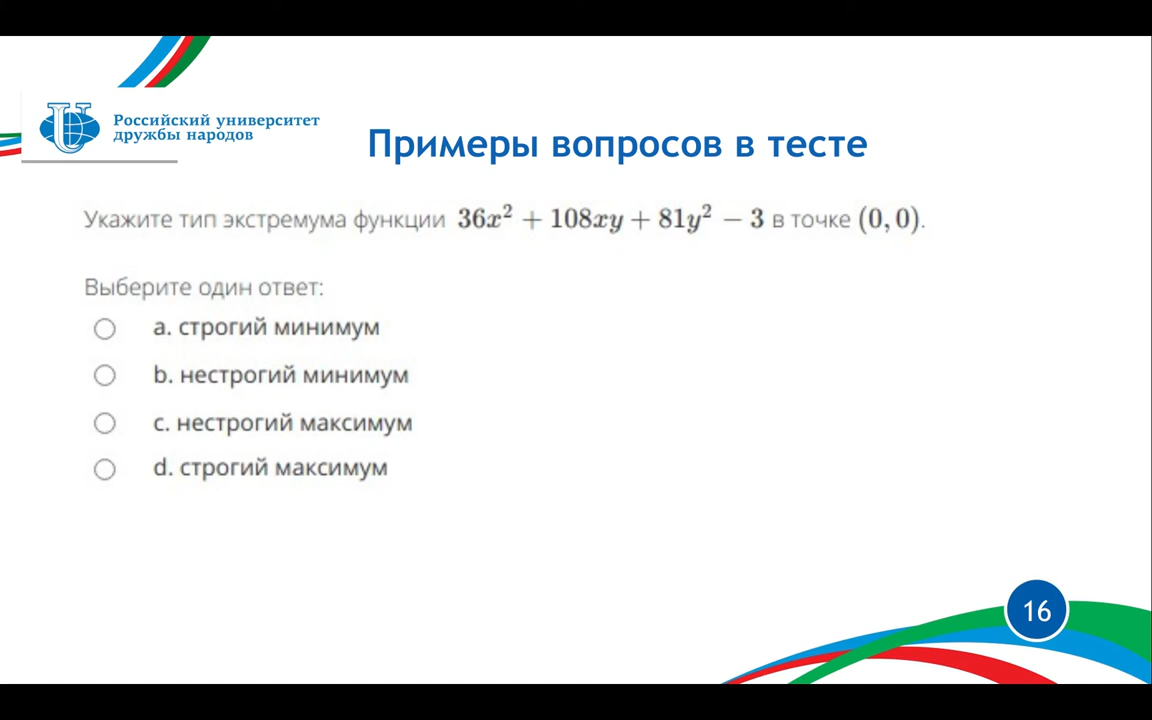 Российский университет
дружбы народов
Примеры вопросов в тесте
Укажите тип экстремума функции 36x² + 108xy + 81y² − 3 в точке (0, 0).
Выберите один ответ:
a. строгий минимум
b. нестрогий минимум
c. нестрогий максимум
d. строгий максимум
16